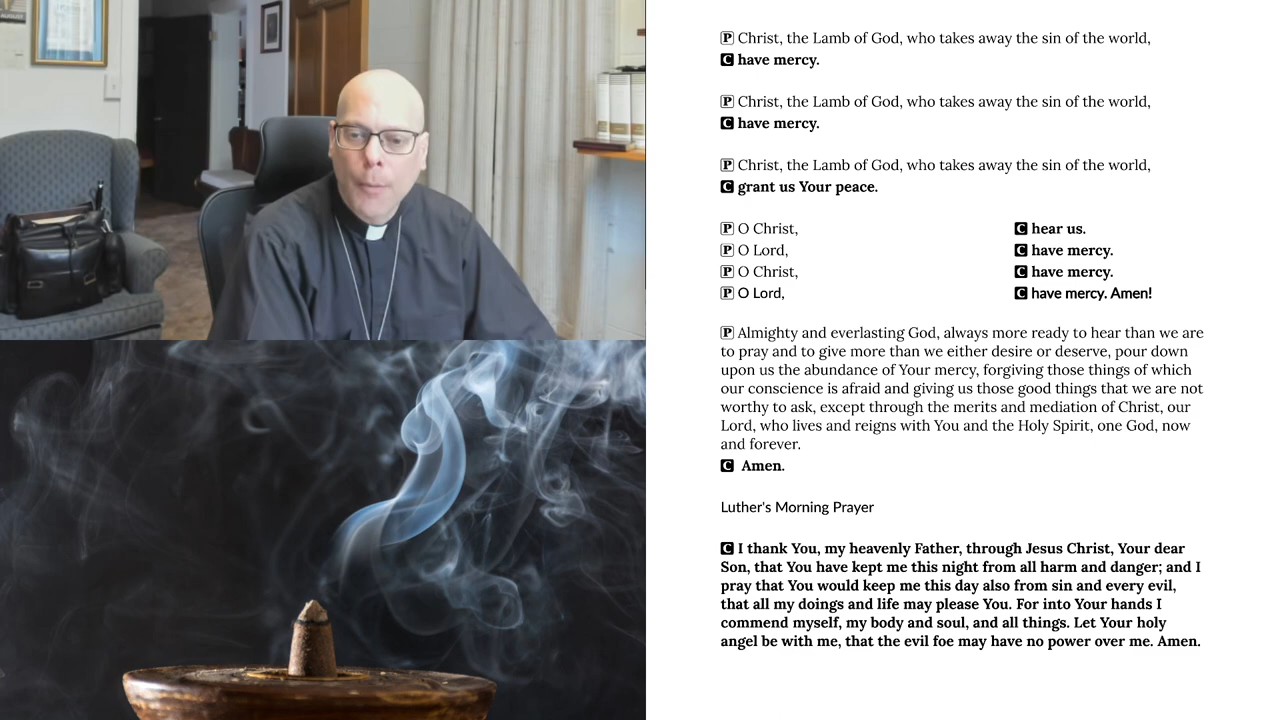 AUGUST
P Christ, the Lamb of God, who takes away the sin of the world,
C have mercy.
P Christ, the Lamb of God, who takes away the sin of the world,
C have mercy.
P Christ, the Lamb of God, who takes away the sin of the world,
C grant us Your peace.
P O Christ, C hear us.
P O Lord, C have mercy.
P O Christ, C have mercy.
P O Lord, C have mercy. Amen!
P Almighty and everlasting God, always more ready to hear than we are
to pray and to give more than we either desire or deserve, pour down
upon us the abundance of Your mercy, forgiving those things of which
our conscience is afraid and giving us those good things that we are not
worthy to ask, except through the merits and mediation of Christ, our
Lord, who lives and reigns with You and the Holy Spirit, one God, now
and forever.
C Amen.
Luther's Morning Prayer
C I thank You, my heavenly Father, through Jesus Christ, Your dear
Son, that You have kept me this night from all harm and danger; and I
pray that You would keep me this day also from sin and every evil,
that all my doings and life may please You. For into Your hands I
commend myself, my body and soul, and all things. Let Your holy
angel be with me, that the evil foe may have no power over me. Amen.